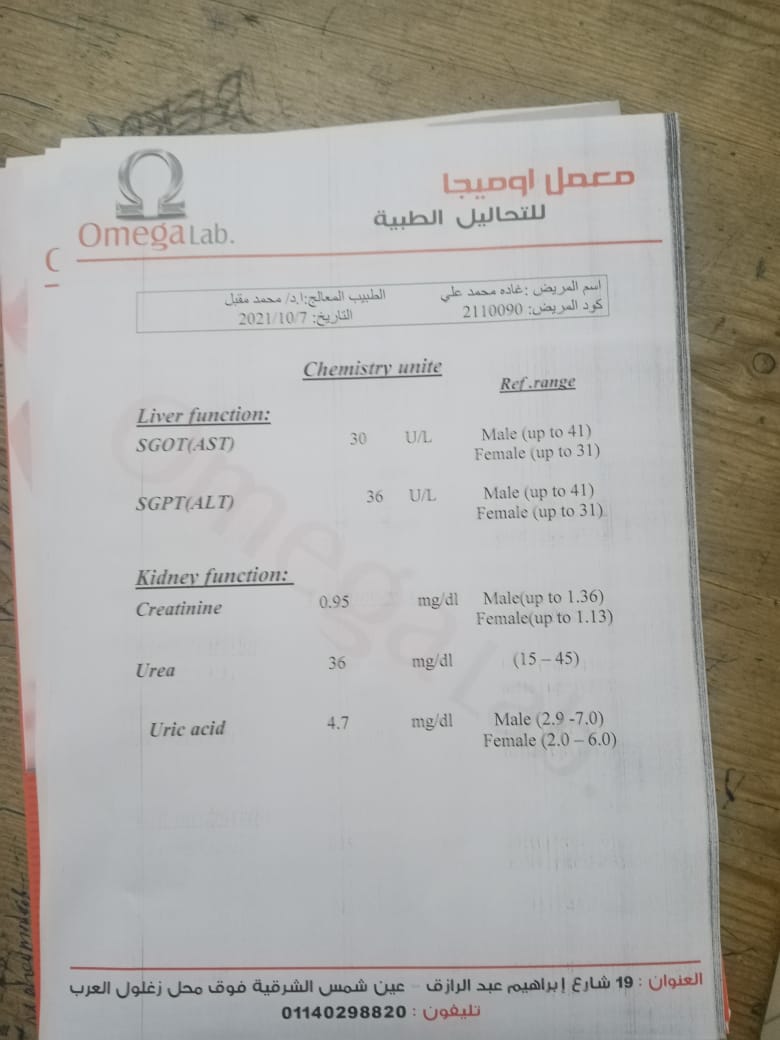 Omega Lab.
معمل اوميجا
للتحاليل الطبية
اسم المريض :غاده محمد علي الطبيب المعالج:ا.د/ محمد مقبل
كود المريض: 2110090 التاريخ: 2021/10/7
Chemistry unite
Ref .range
Liver function:
SGOT(AST) 30 U/L Male (up to 41)
Female (up to 31)
SGPT(ALT) 36 U/L Male (up to 41)
Female (up to 31)
Kidney function:
Creatinine 0.95 mg/dl Male(up to 1.36)
Female(up to 1.13)
Urea 36 mg/dl (15 – 45)
Uric acid 4.7 mg/dl Male (2.9 -7.0)
Female (2.0 – 6.0)
Omega Lab.
العنوان : 19 شارع إبراهيم عبد الرازق - عين شمس الشرقية فوق محل زغلول العرب
تليفون : 01140298820